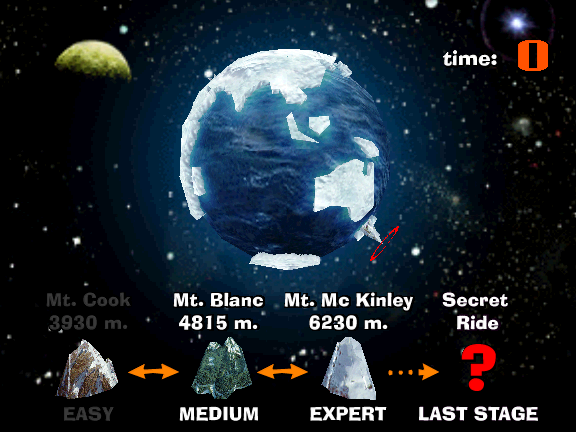 time: 0
Mt. Cook
3930 m.
Mt. Blanc
4815 m.
Mt. Mc Kinley
6230 m.
Secret
Ride
?
EASY
MEDIUM
EXPERT
LAST STAGE